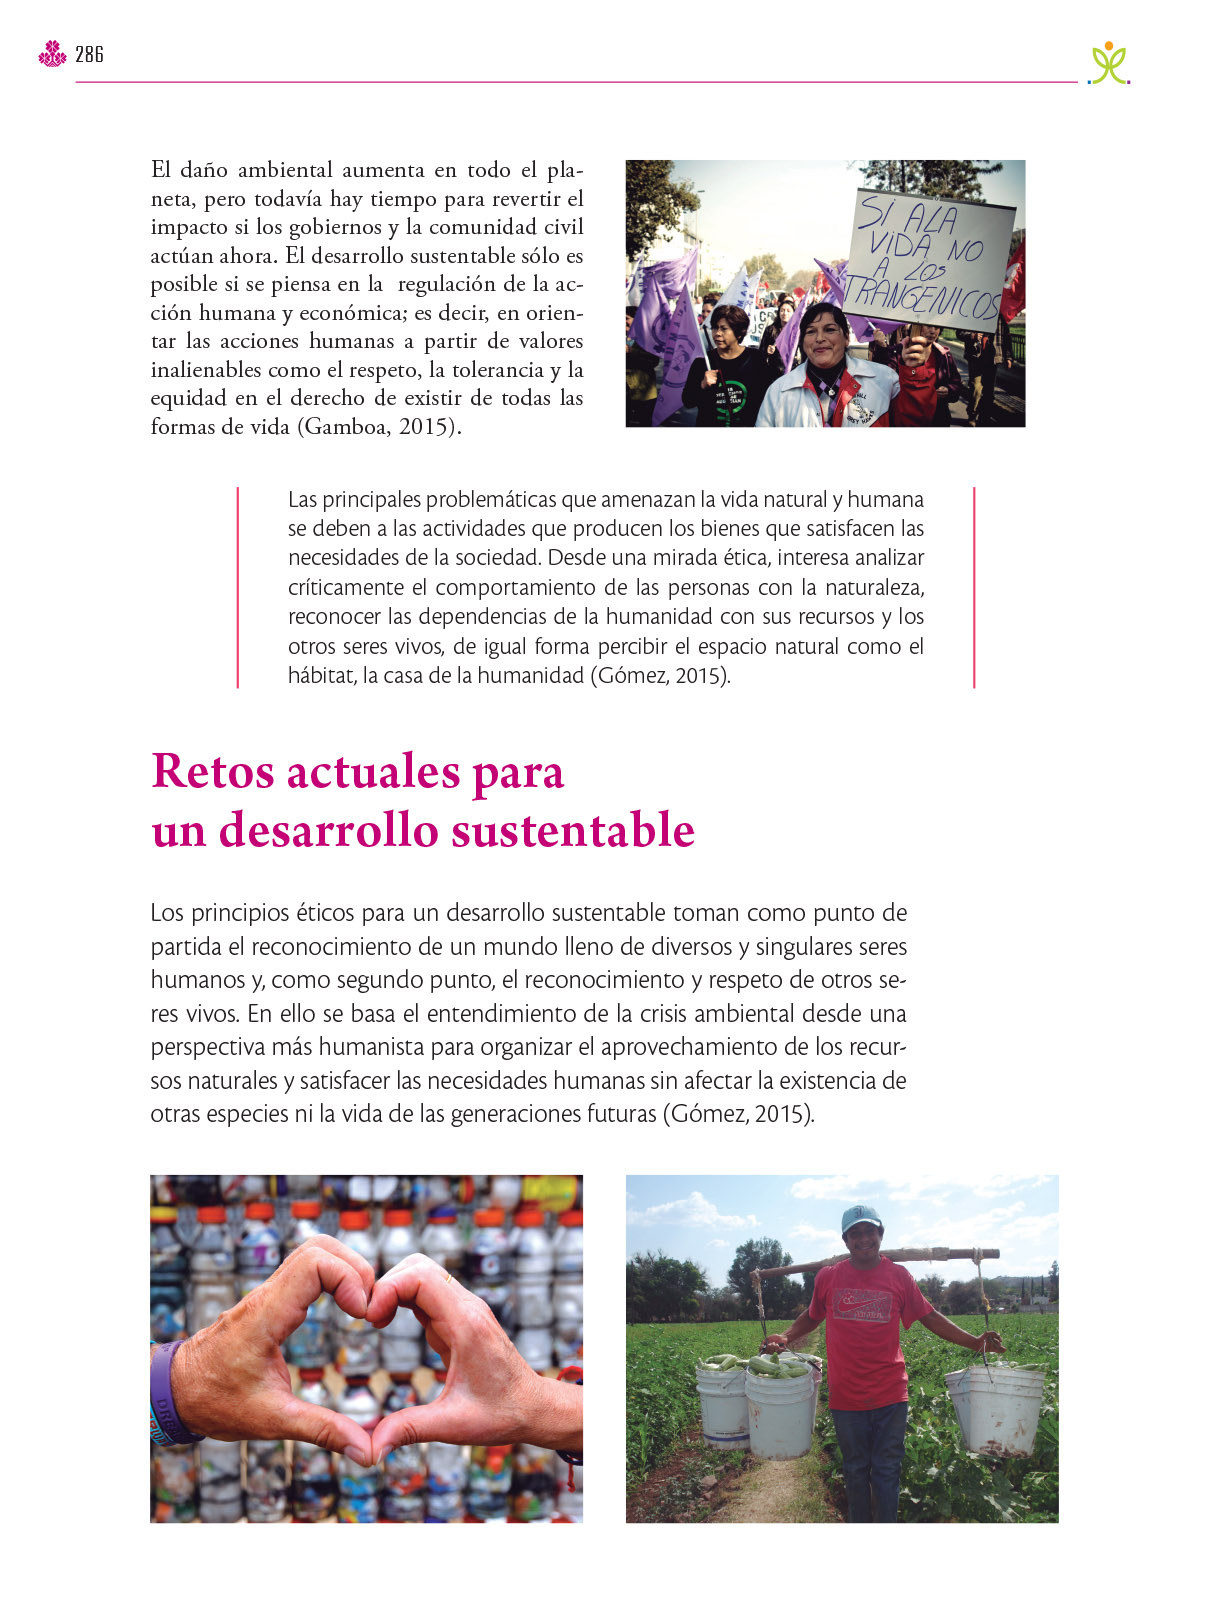 286
El daño ambiental aumenta en todo el pla-
neta, pero todavía hay tiempo para revertir el
impacto si los gobiernos y la comunidad civil
actúan ahora. El desarrollo sustentable sólo es
posible si se piensa en la regulación de la ac-
ción humana y económica; es decir, en orien-
tar las acciones humanas a partir de valores
inalienables como el respeto, la tolerancia y la
equidad en el derecho de existir de todas las
formas de vida (Gamboa, 2015).
SI A LA
VIDA NO
A LOS
TRANGENICOS
Las principales problemáticas que amenazan la vida natural y humana
se deben a las actividades que producen los bienes que satisfacen las
necesidades de la sociedad. Desde una mirada ética, interesa analizar
críticamente el comportamiento de las personas con la naturaleza,
reconocer las dependencias de la humanidad con sus recursos y los
otros seres vivos, de igual forma percibir el espacio natural como el
hábitat, la casa de la humanidad (Gómez, 2015).
Retos actuales para
un desarrollo sustentable
Los principios éticos para un desarrollo sustentable toman como punto de
partida el reconocimiento de un mundo lleno de diversos y singulares seres
humanos y, como segundo punto, el reconocimiento y respeto de otros se-
res vivos. En ello se basa el entendimiento de la crisis ambiental desde una
perspectiva más humanista para organizar el aprovechamiento de los recur-
sos naturales y satisfacer las necesidades humanas sin afectar la existencia de
otras especies ni la vida de las generaciones futuras (Gómez, 2015).